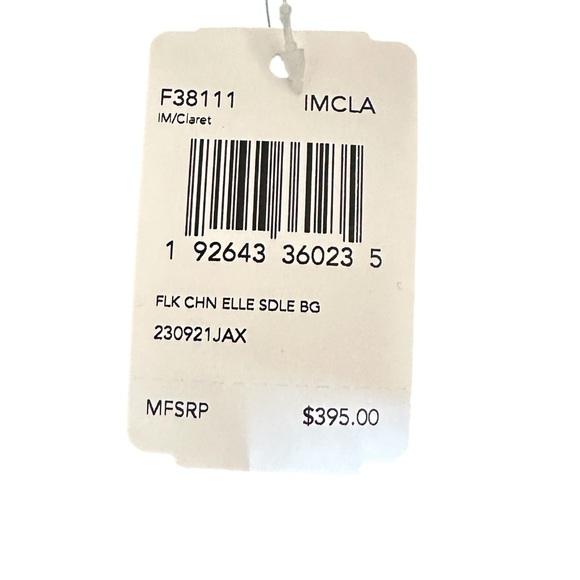 F38111 IMCLA
IM/Claret
1 92643 36023 5
FLK CHN ELLE SDLE BG
230921JAX
MFSRP $395.00